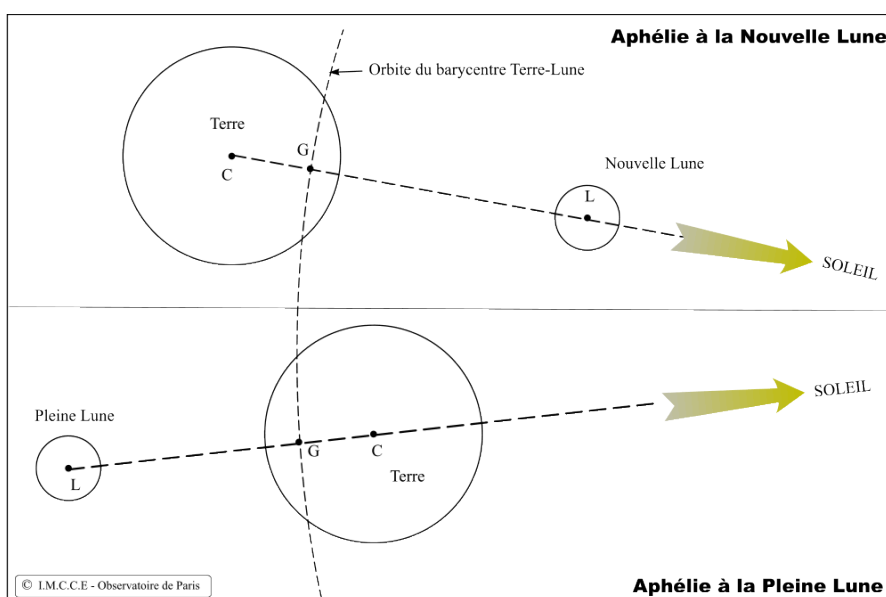 Aphélie à la Nouvelle Lune
Orbite du barycentre Terre-Lune
Terre
G
C
Nouvelle Lune
L
SOLEIL
Pleine Lune
L
G
C
Terre
SOLEIL
© I.M.C.C.E - Observatoire de Paris
Aphélie à la Pleine Lune